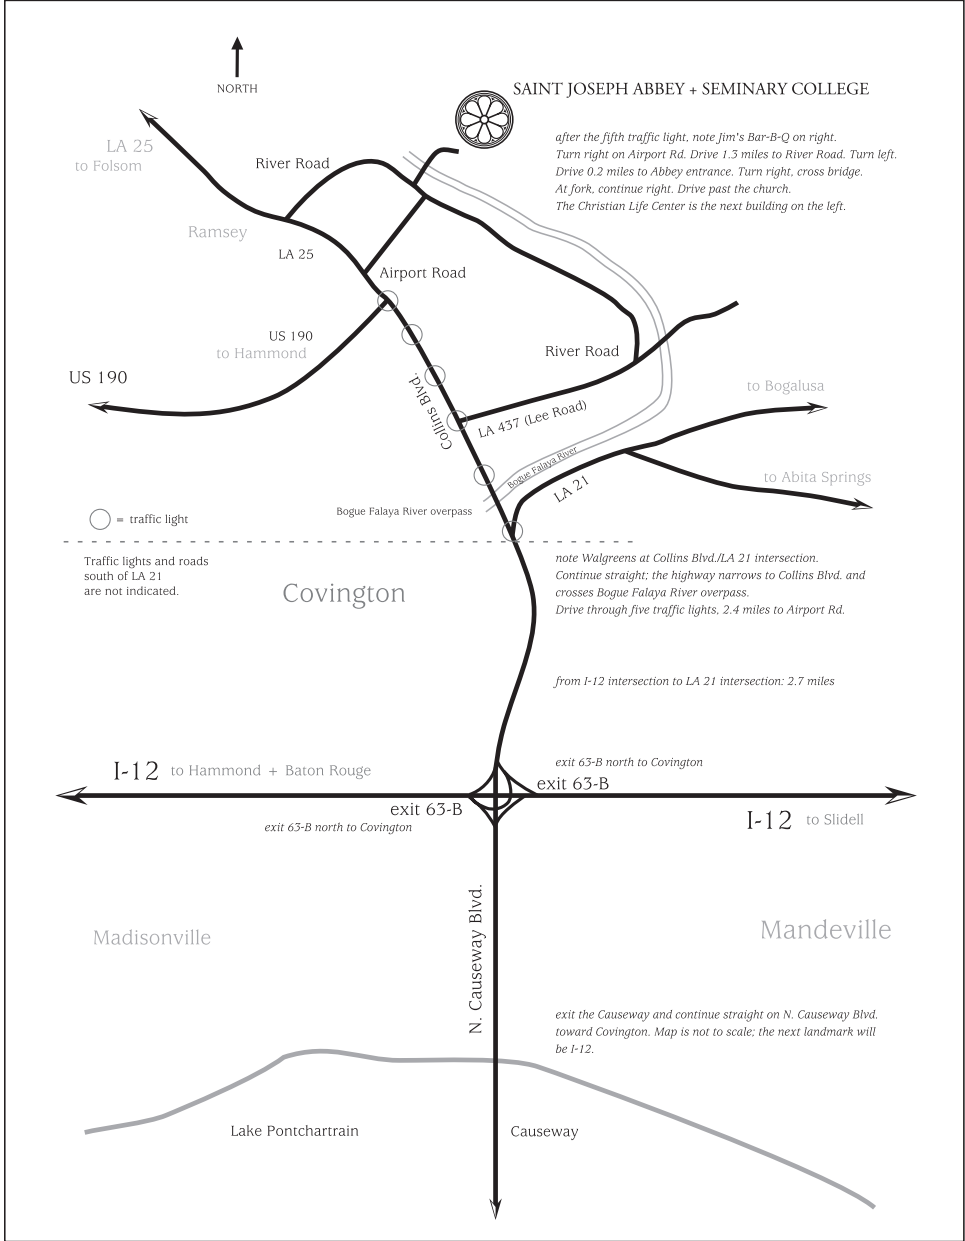 NORTH
SAINT JOSEPH ABBEY + SEMINARY COLLEGE
after the fifth traffic light, note Jim's Bar-B-Q on right.
Turn right on Airport Rd. Drive 1.3 miles to River Road. Turn left.
Drive 0.2 miles to Abbey entrance. Turn right, cross bridge.
At fork, continue right. Drive past the church.
The Christian Life Center is the next building on the left.
LA 25
to Folsom
River Road
Ramsey
LA 25
Airport Road
US 190
to Hammond
US 190
River Road
Collins Blvd.
LA 437 (Lee Road)
to Bogalusa
Bogue Falaya River
LA 21
to Abita Springs
Bogue Falaya River overpass
= traffic light
Traffic lights and roads
south of LA 21
are not indicated.
Covington
note Walgreens at Collins Blvd./LA 21 intersection.
Continue straight; the highway narrows to Collins Blvd. and
crosses Bogue Falaya River overpass.
Drive through five traffic lights, 2.4 miles to Airport Rd.
from I-12 intersection to LA 21 intersection: 2.7 miles
exit 63-B north to Covington
I-12 to Hammond + Baton Rouge
exit 63-B
exit 63-B
exit 63-B north to Covington
I-12 to Slidell
N. Causeway Blvd.
Madisonville
Mandeville
exit the Causeway and continue straight on N. Causeway Blvd.
toward Covington. Map is not to scale; the next landmark will
be I-12.
Lake Pontchartrain
Causeway